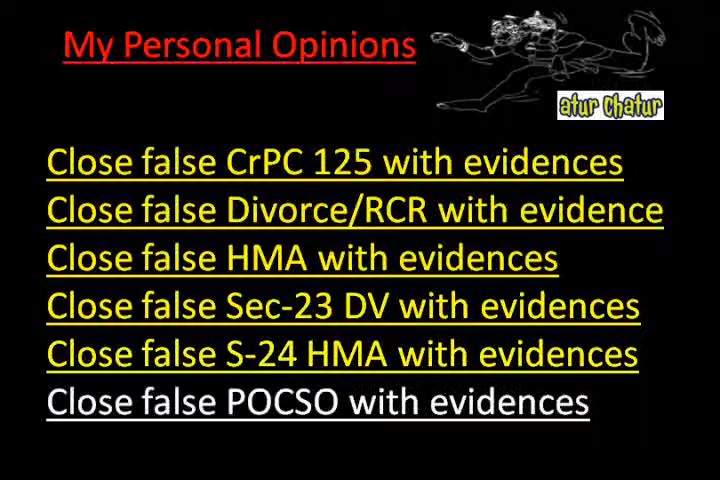 My Personal Opinions
atur Chatur
Close false CrPC 125 with evidences
Close false Divorce/RCR with evidence
Close false HMA with evidences
Close false Sec-23 DV with evidences
Close false S-24 HMA with evidences
Close false POCSO with evidences